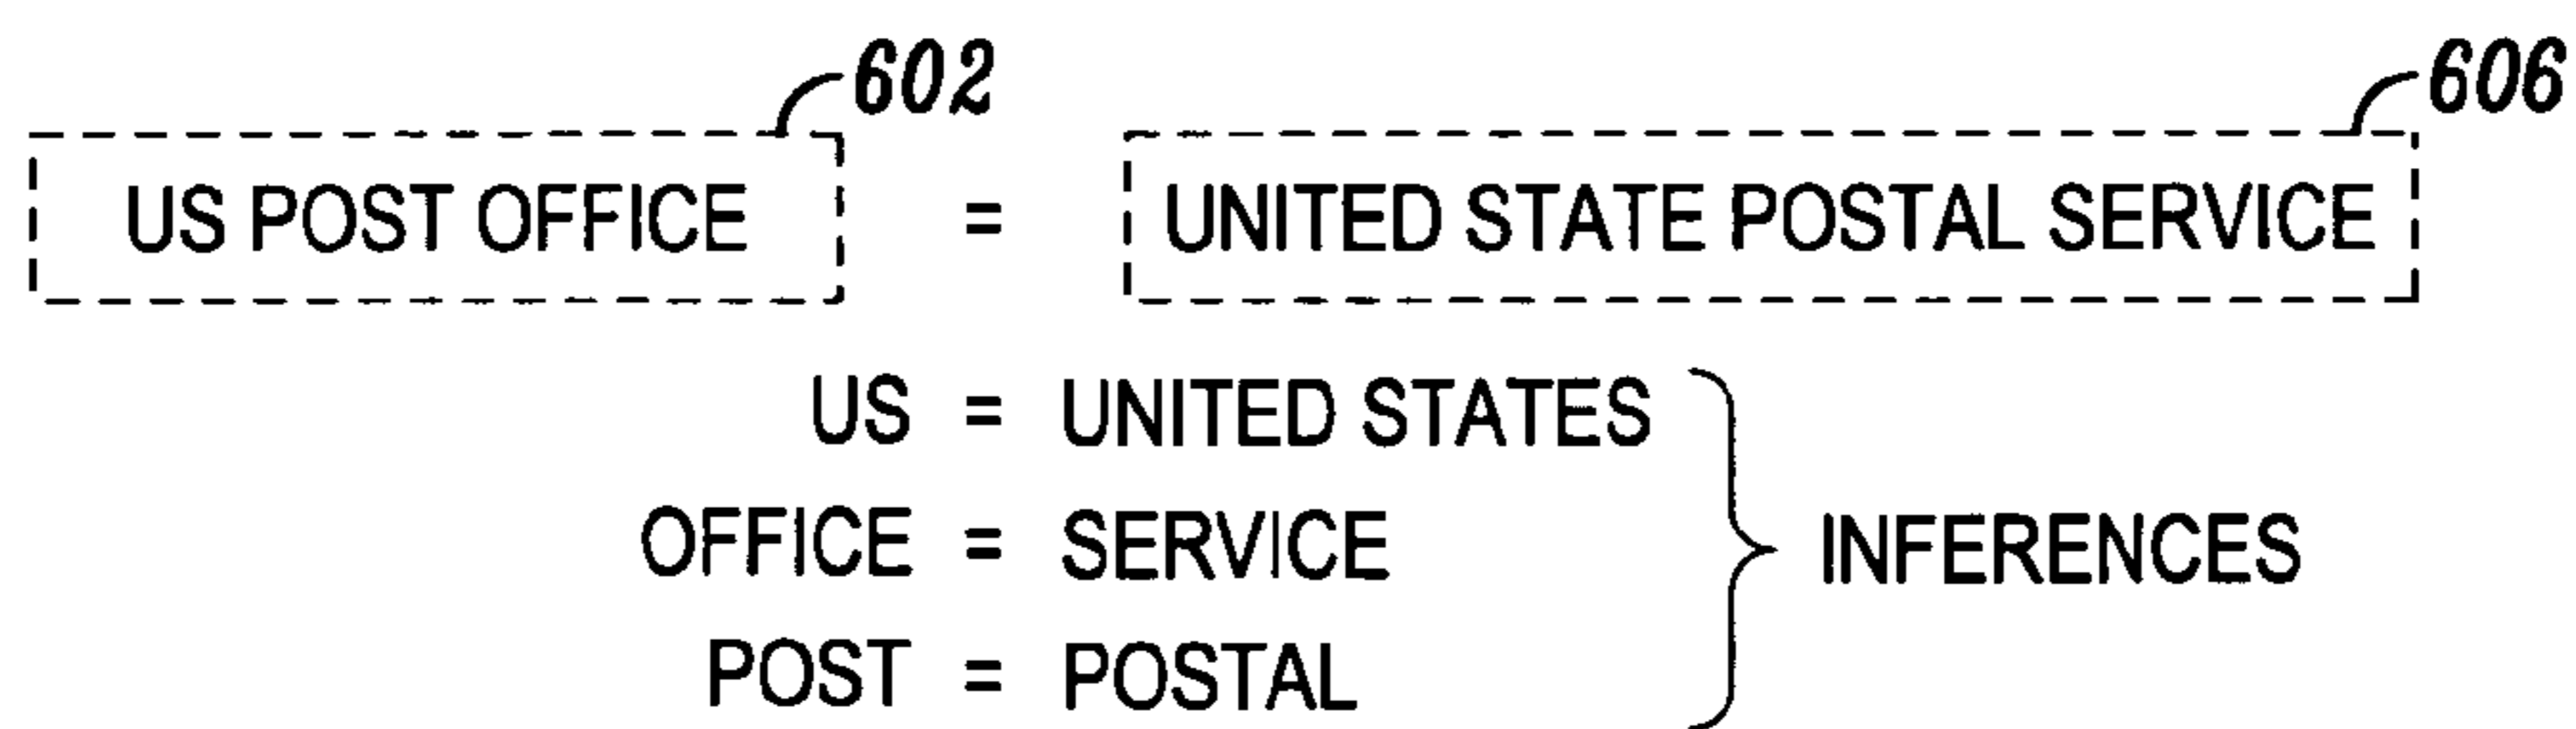 602 606
US POST OFFICE = UNITED STATE POSTAL SERVICE
US = UNITED STATES
OFFICE = SERVICE INFERENCES
POST = POSTAL